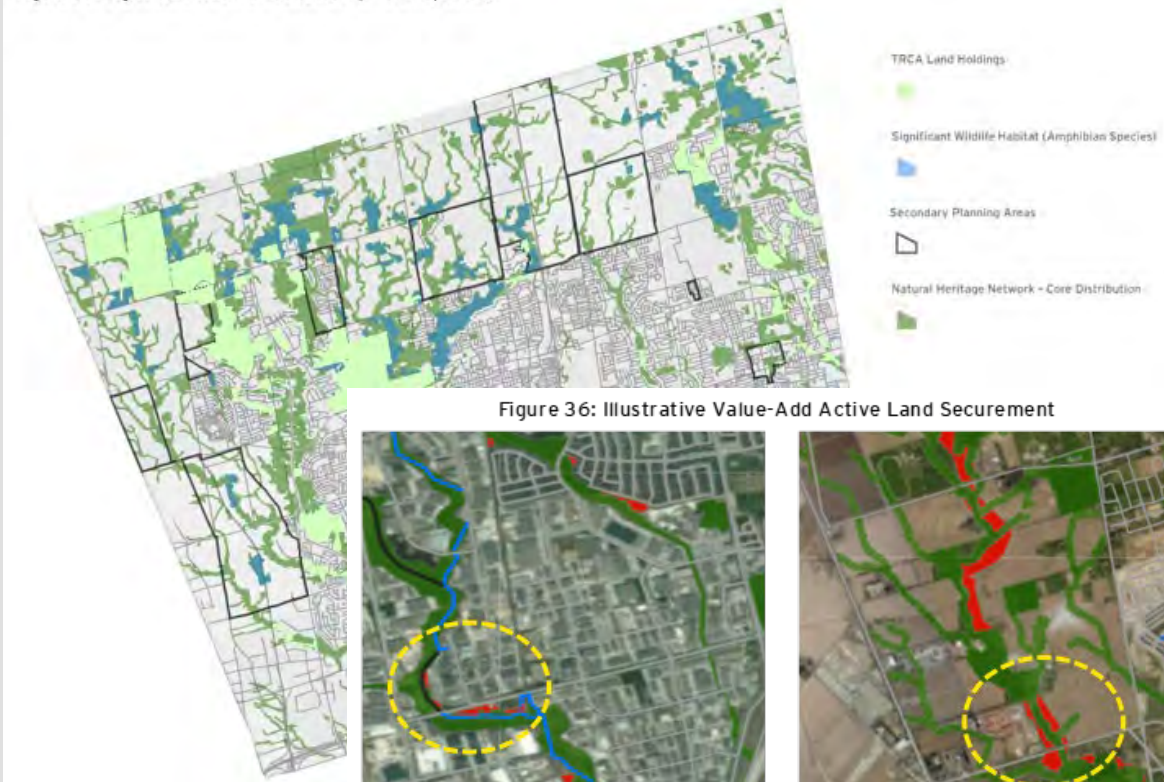 TRCA Land Holdings
Significant Wildlife Habitat (Amphibian Species)
Secondary Planning Areas
Natural Heritage Network - Core Distribution
Figure 36: Illustrative Value-Add Active Land Securement